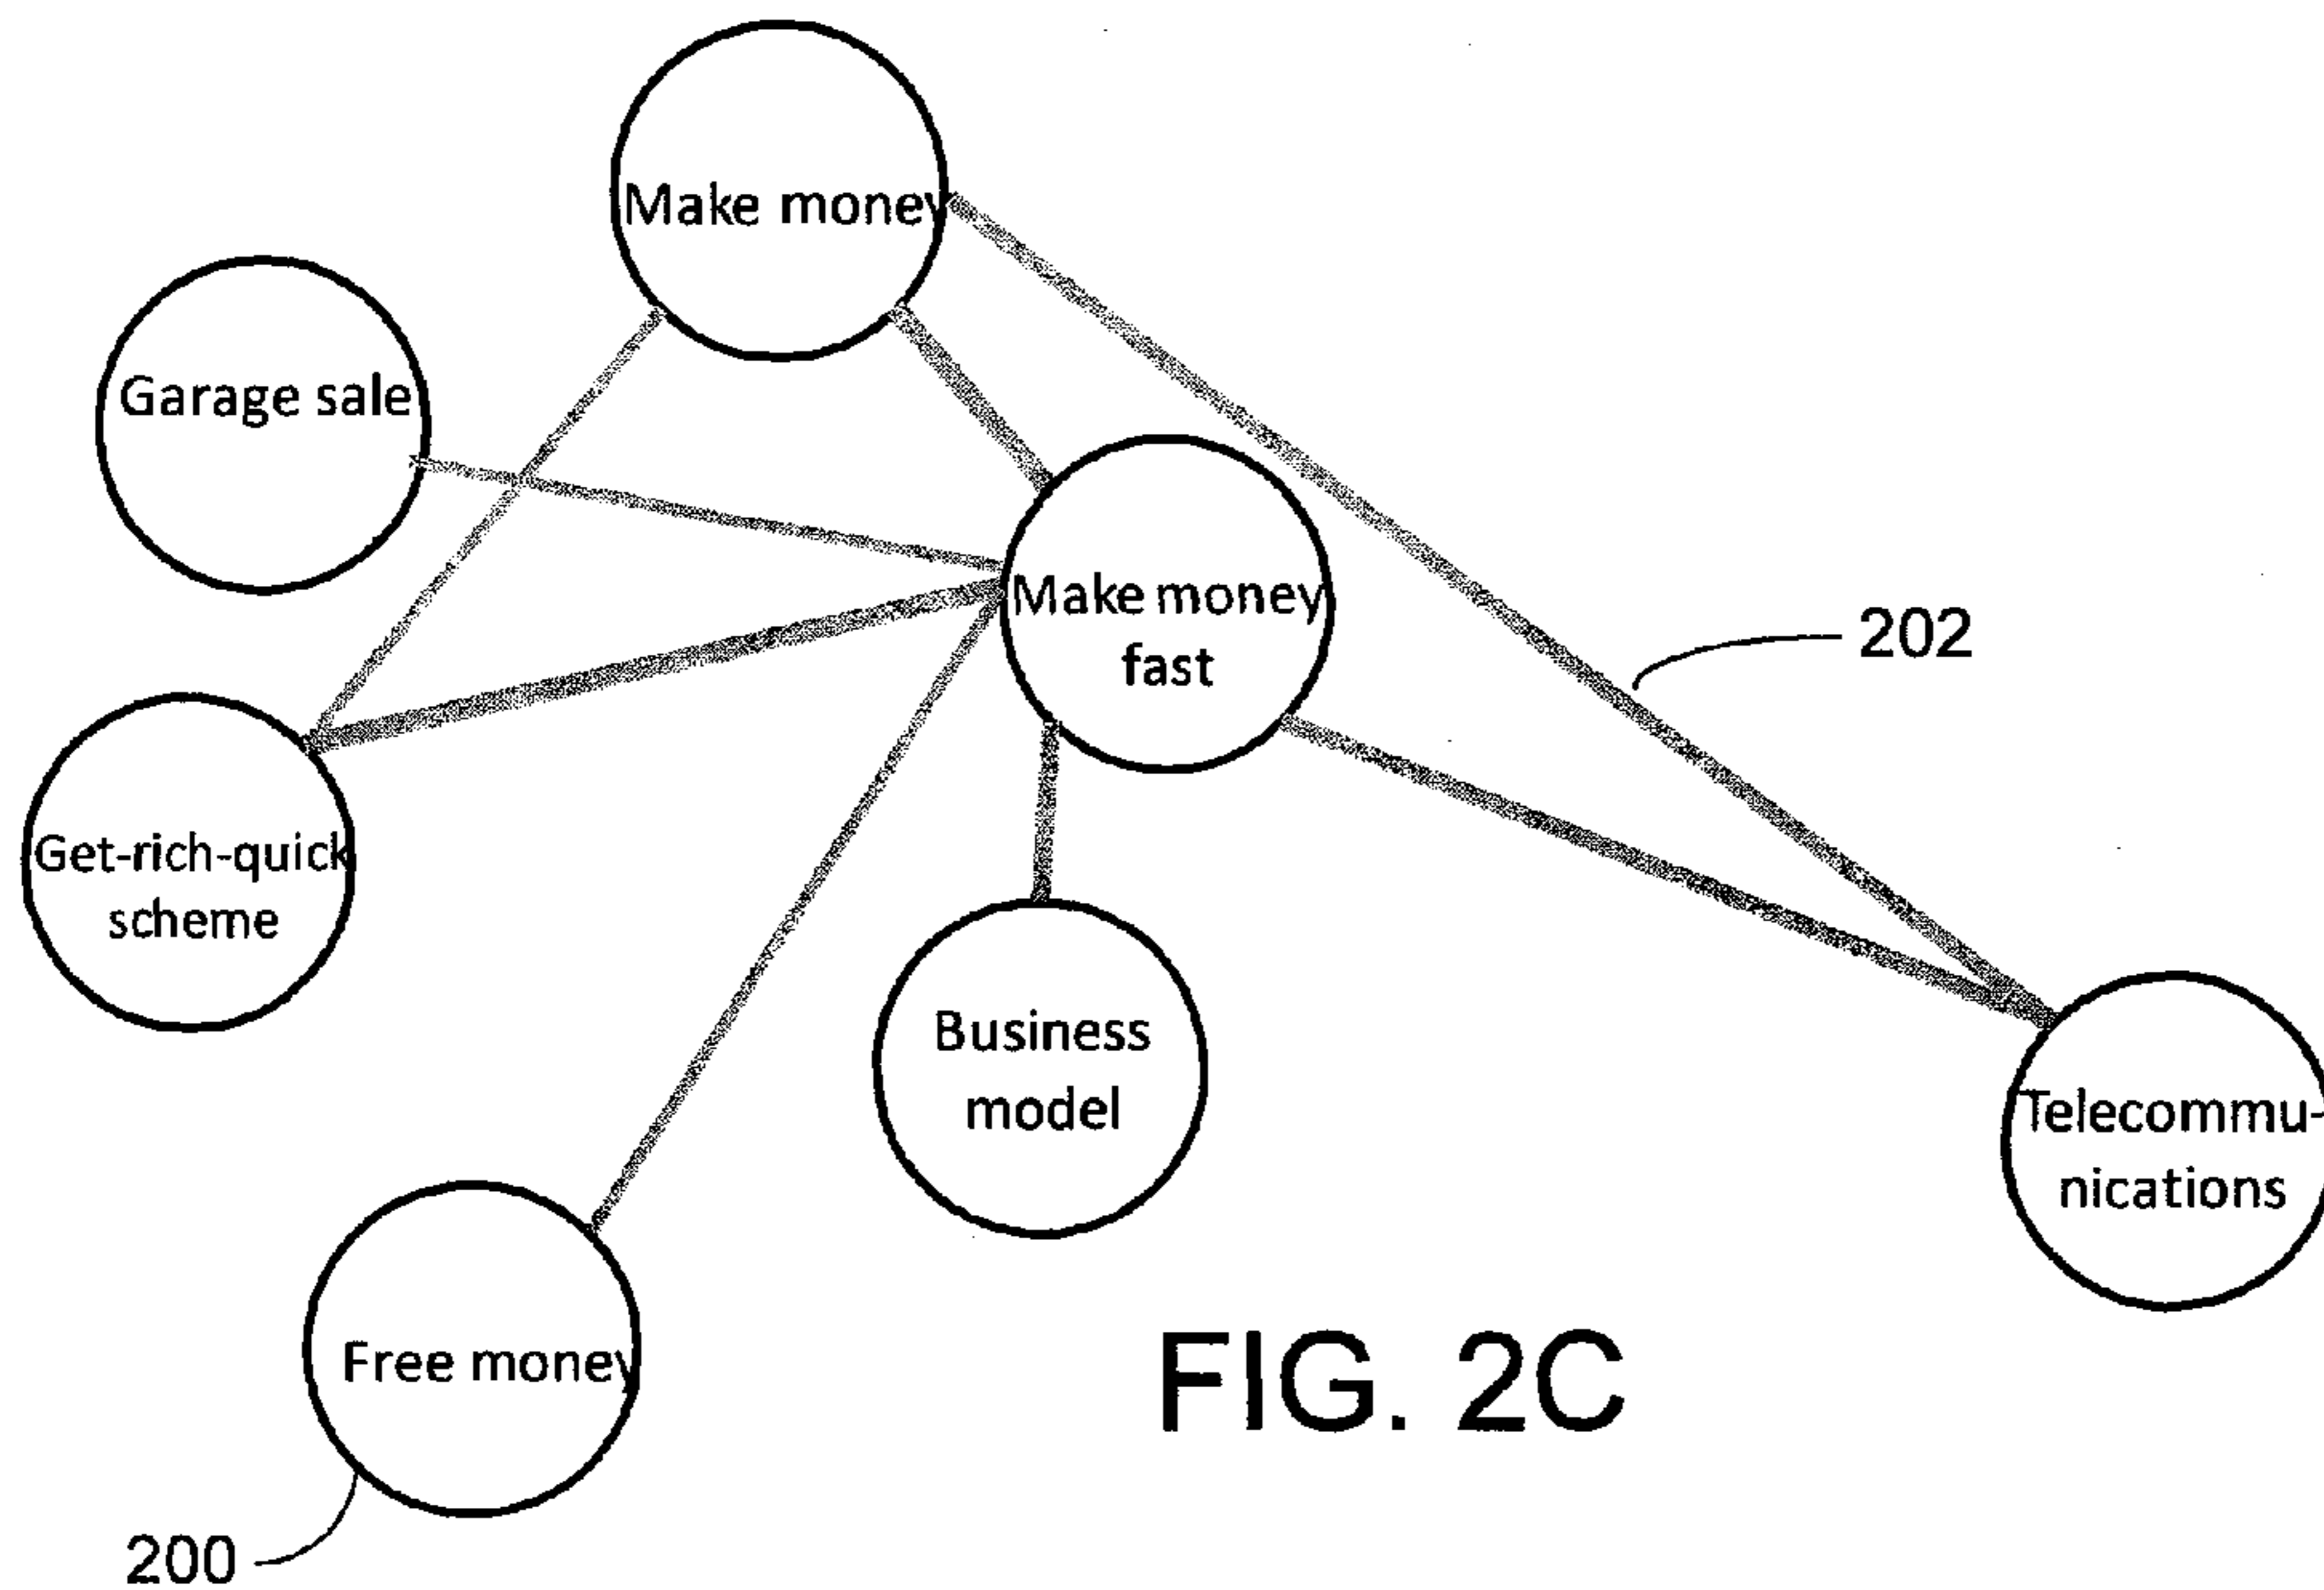 Make money
Garage sale
Make money
fast
202
Get-rich-quick
scheme
Business
model
Telecommu-
nications
Free money
FIG. 2C
200